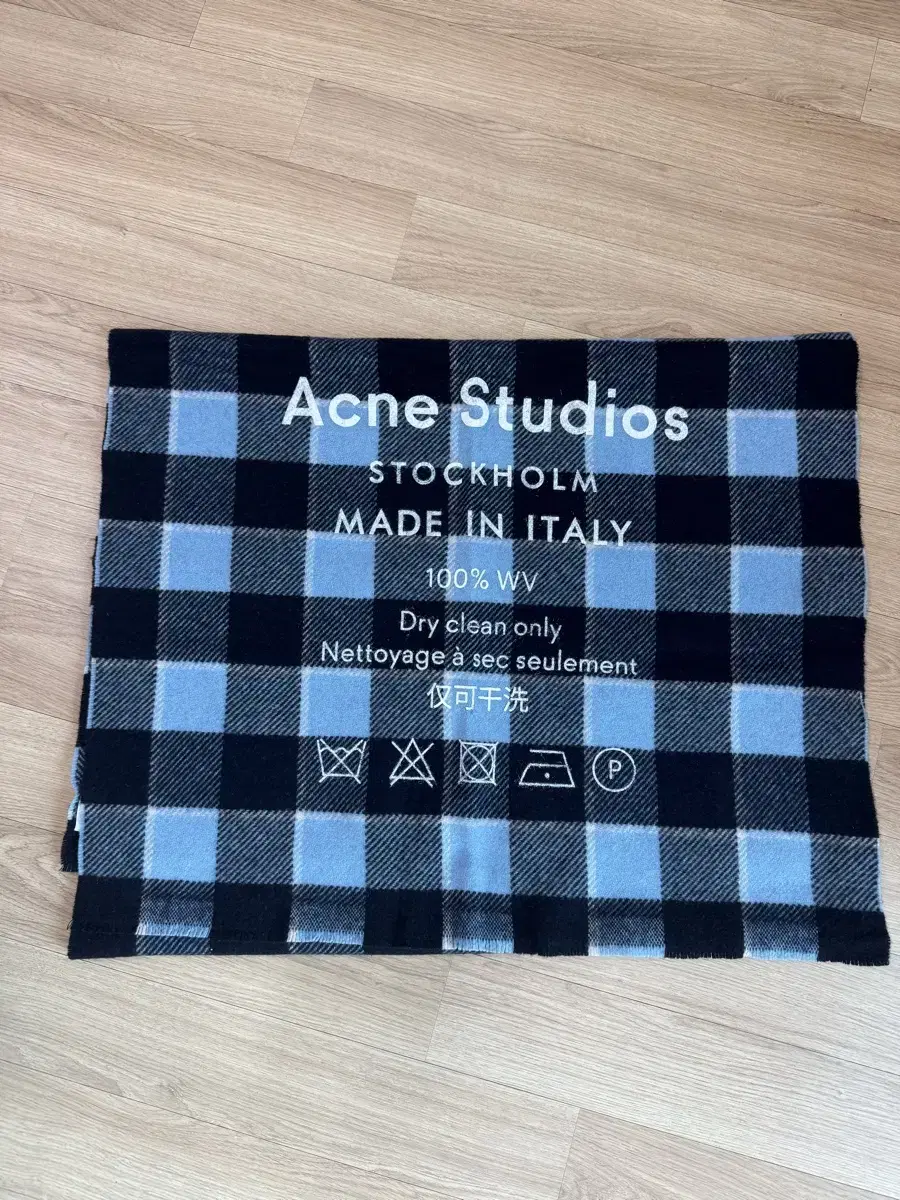 Acne Studios
STOCKHOLM
MADE IN ITALY
100% WV
Dry clean only
Nettoyage à sec seulement
仅可干洗
P